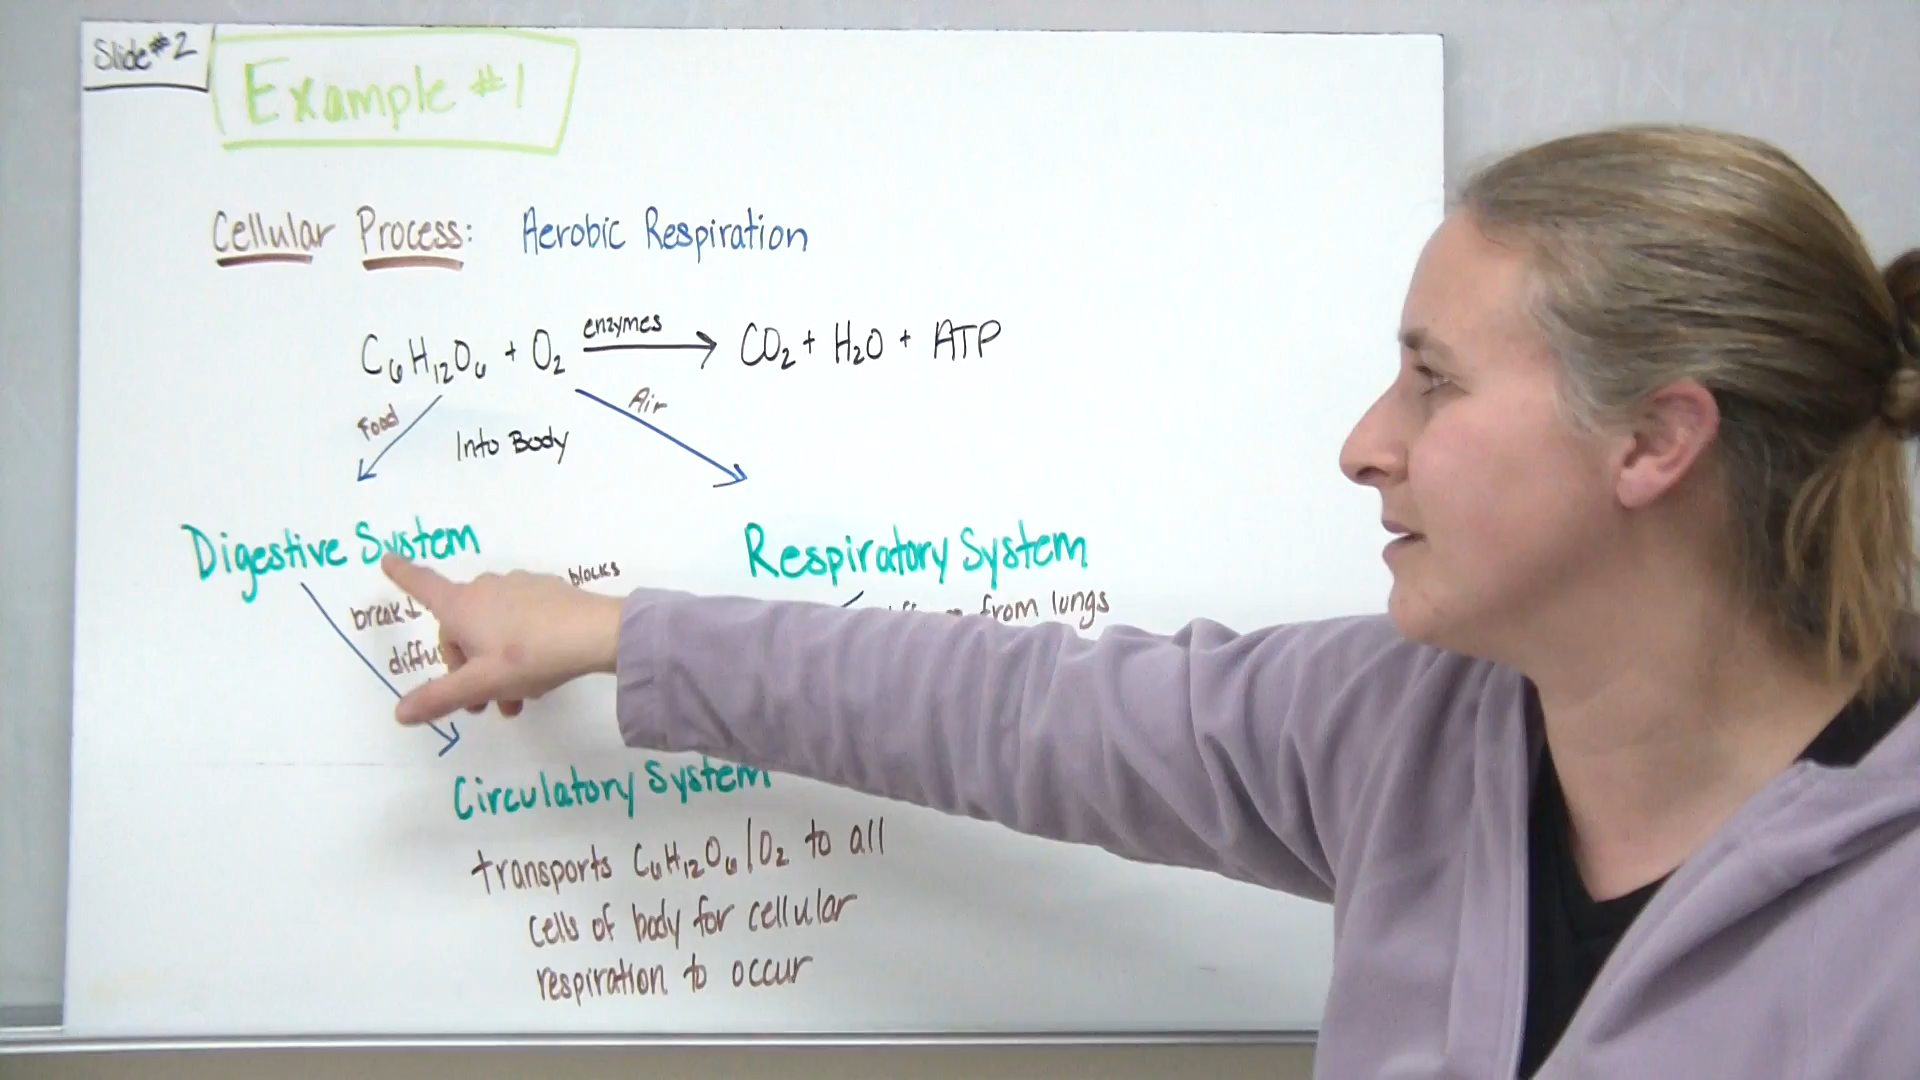 Slide #2
Example #1
Cellular Process: Aerobic Respiration
C6H12O6 + O2 enzymes → CO2 + H2O + ATP
Food
Air
Into Body
Digestive System
Respiratory System
blocks
from lungs
Circulatory System
transports C6H12O6/O2 to all
cells of body for cellular
respiration to occur